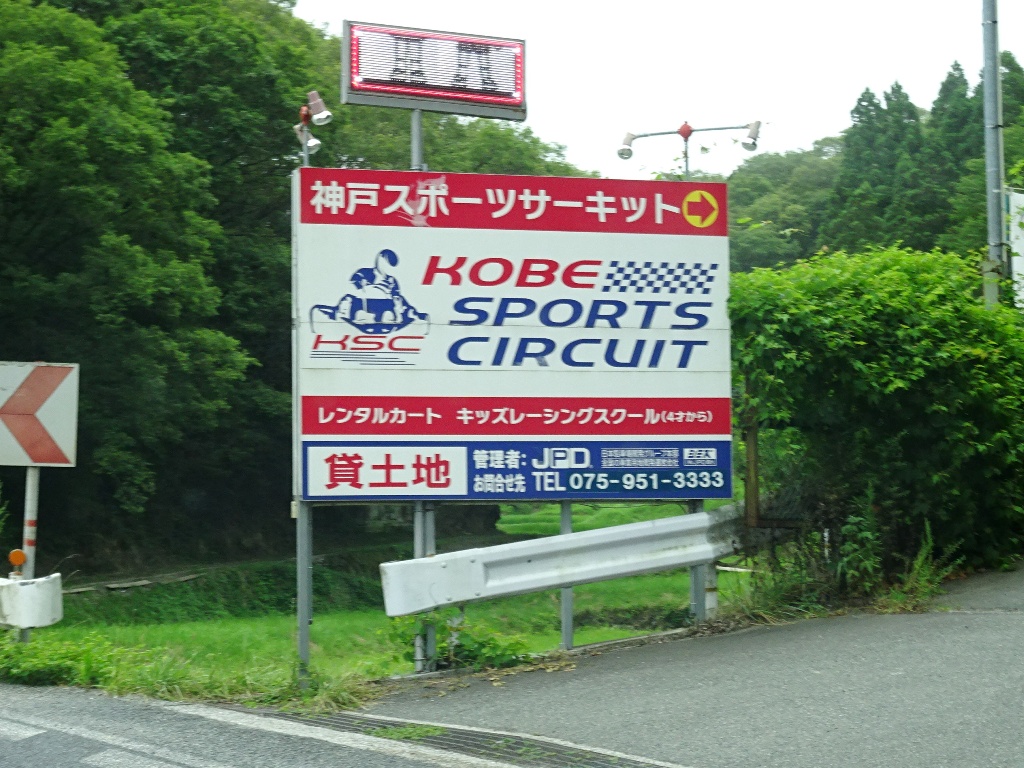 神戸スポーツサーキット
KOBE
SPORTS
CIRCUIT
KSC
レンタルカート キッズレーシングスクール(4才から)
貸土地
管理者: JPD
お問合せ先 TEL 075-951-3333